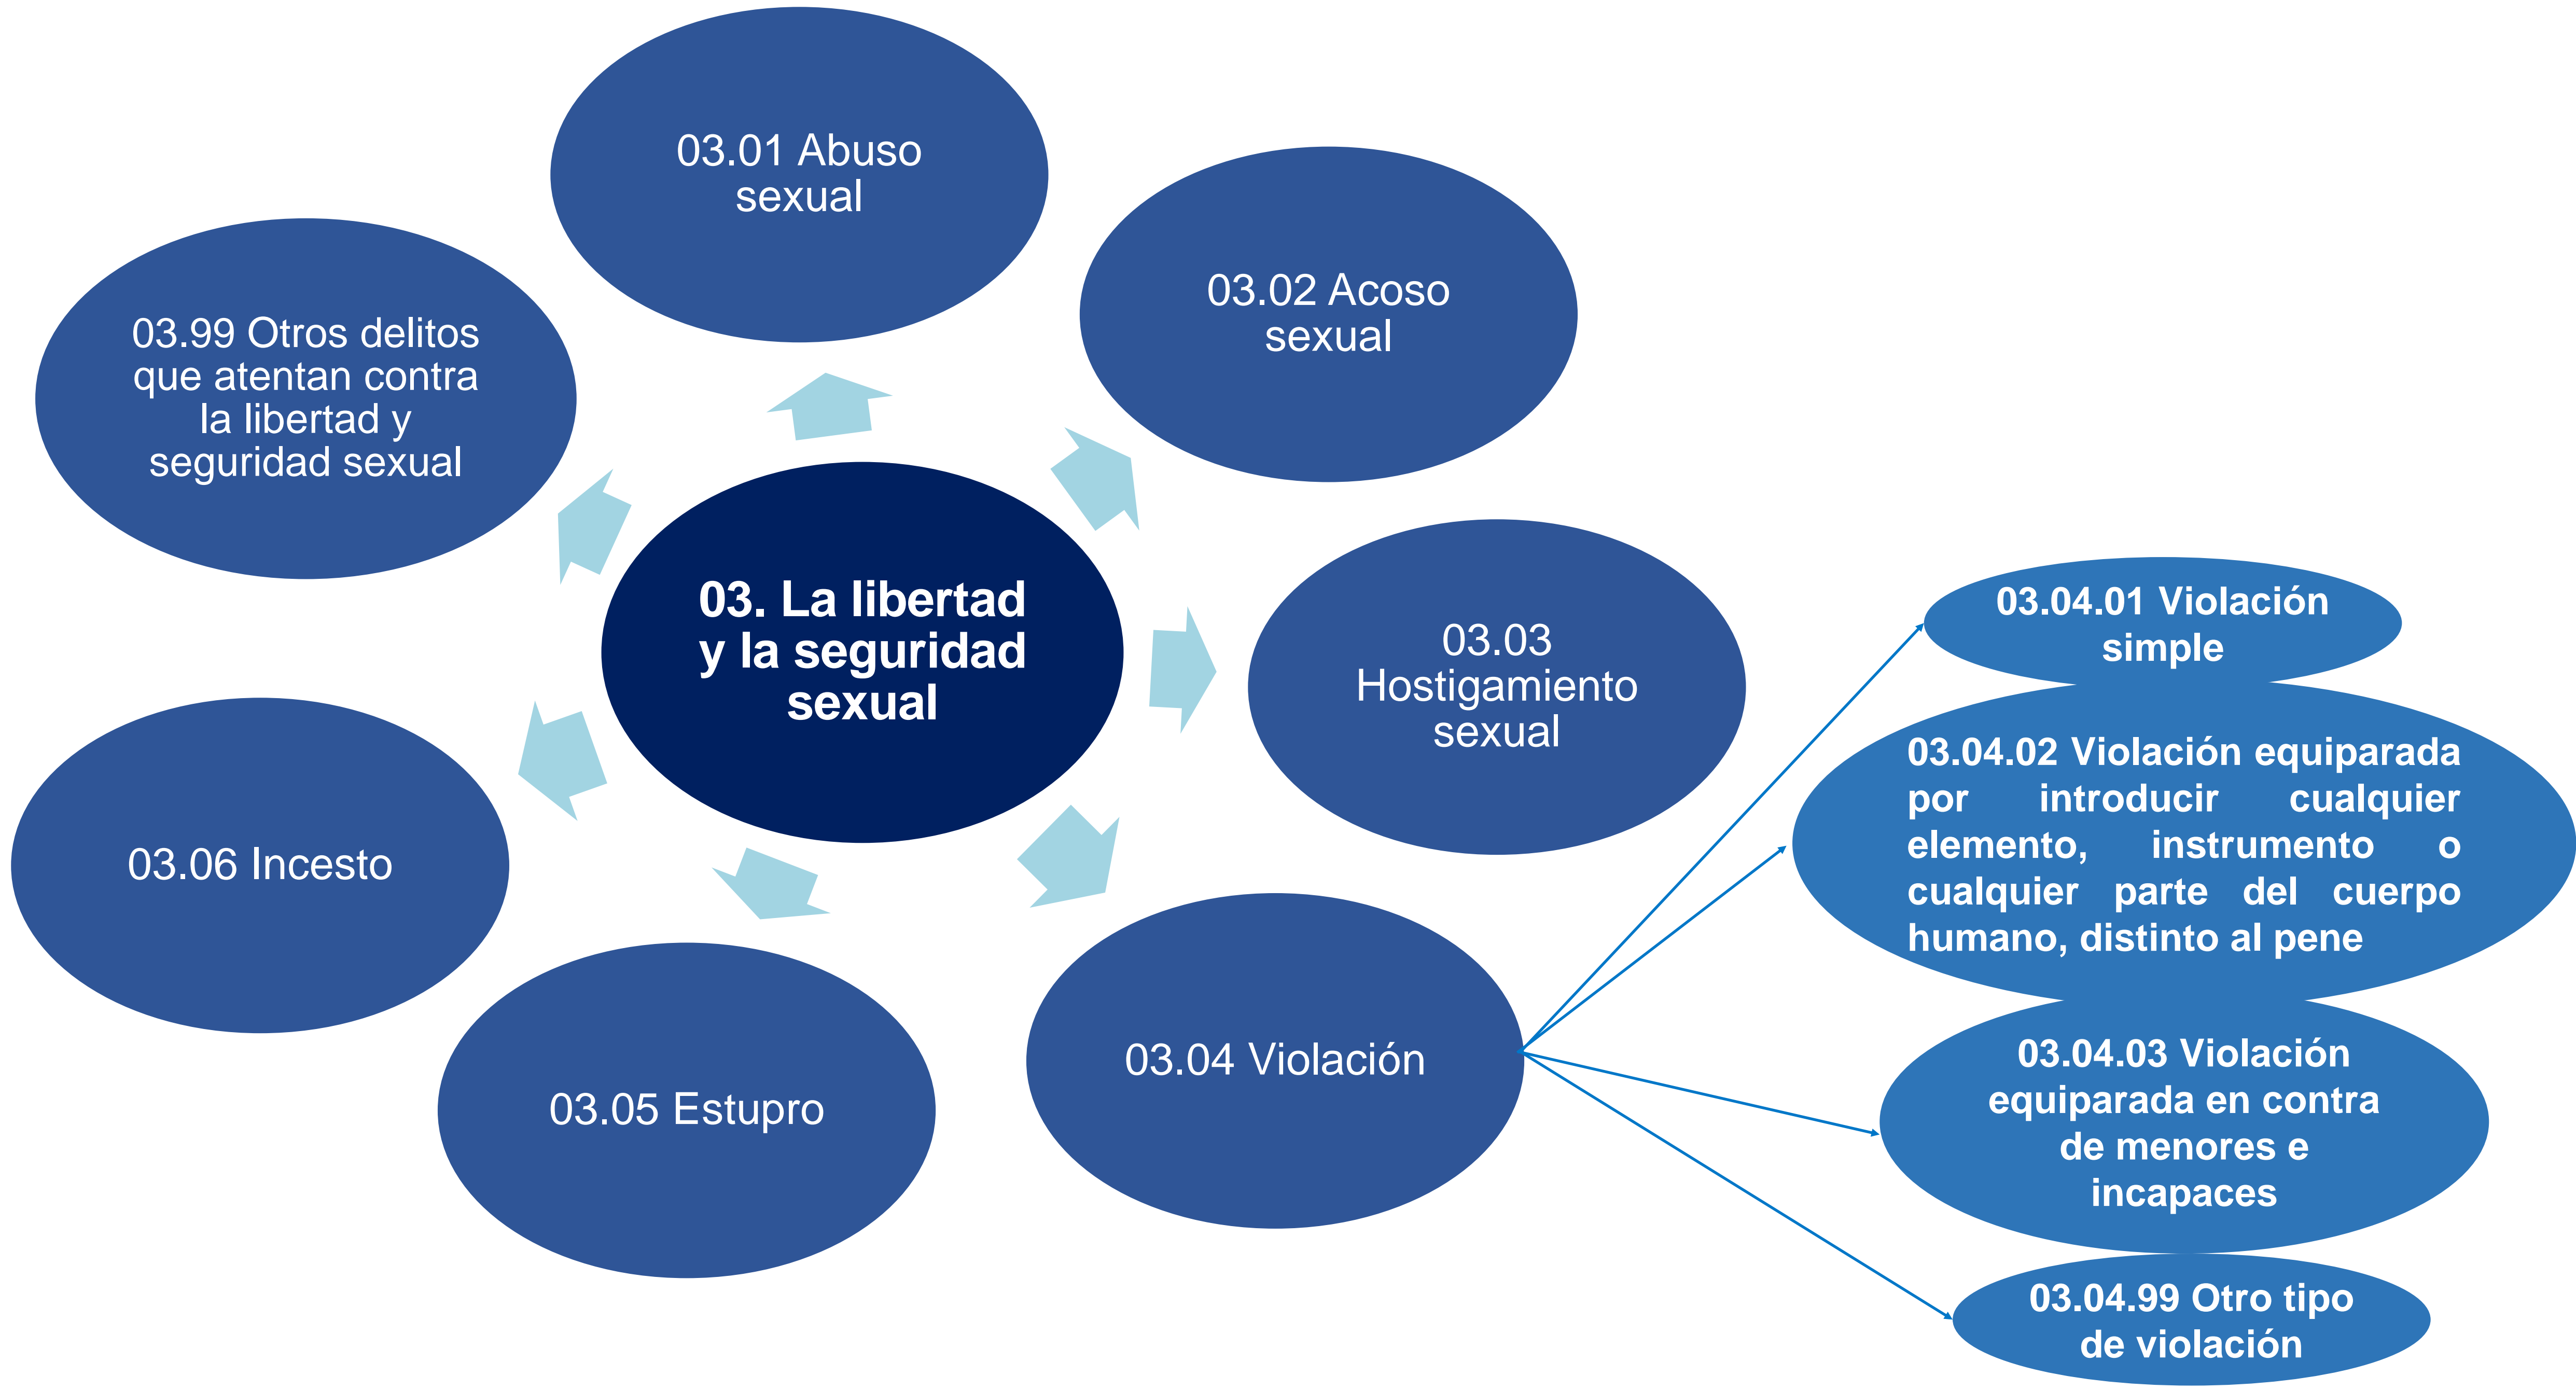 03.01 Abuso
sexual
03.02 Acoso
sexual
03.99 Otros delitos
que atentan contra
la libertad y
seguridad sexual
03. La libertad
y la seguridad
sexual
03.03
Hostigamiento
sexual
03.04.01 Violación
simple
03.04.02 Violación equiparada
por introducir cualquier
elemento, instrumento o
cualquier parte del cuerpo
humano, distinto al pene
03.06 Incesto
03.04 Violación
03.05 Estupro
03.04.03 Violación
equiparada en contra
de menores e
incapaces
03.04.99 Otro tipo
de violación